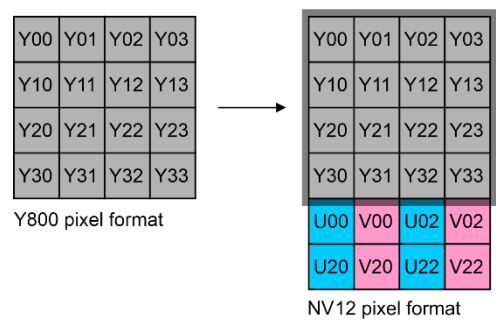 Y00 Y01 Y02 Y03
Y10 Y11 Y12 Y13
Y20 Y21 Y22 Y23
Y30 Y31 Y32 Y33
Y800 pixel format
Y00 Y01 Y02 Y03
Y10 Y11 Y12 Y13
Y20 Y21 Y22 Y23
Y30 Y31 Y32 Y33
U00 V00 U02 V02
U20 V20 U22 V22
NV12 pixel format